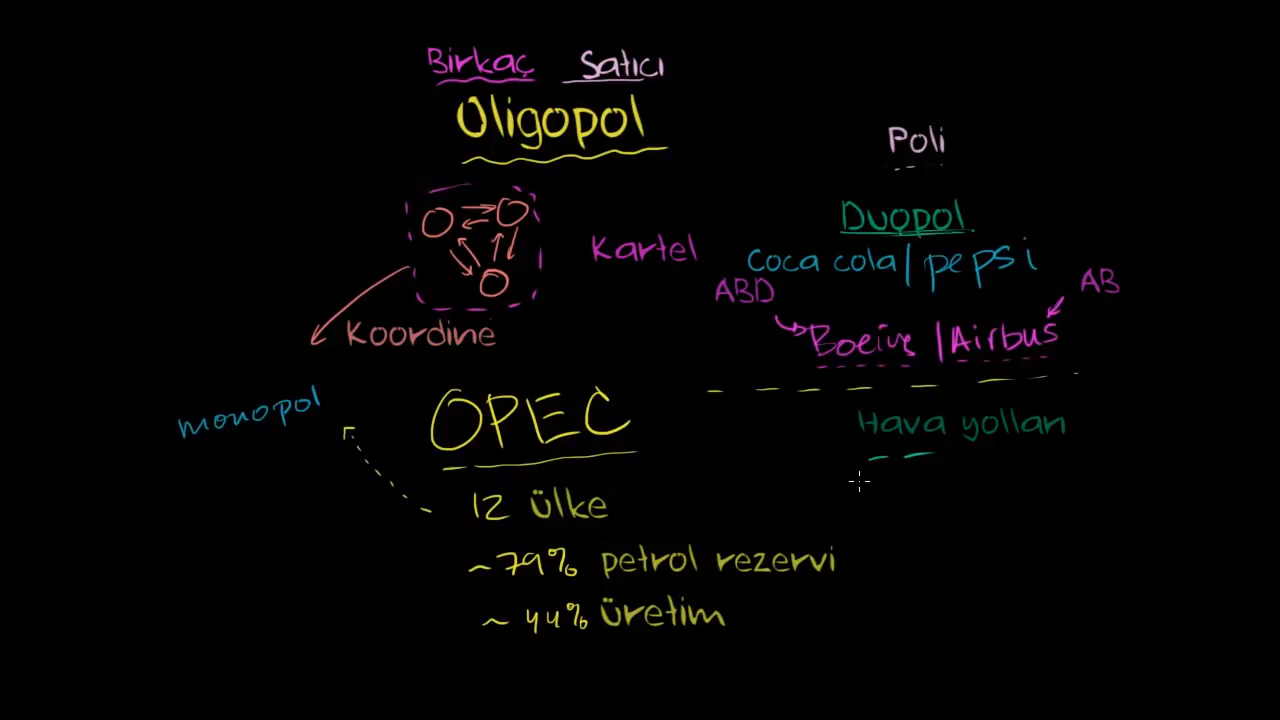 Birkaç Satıcı
Oligopol
Poli
Duopol
Kartel
coca cola / pepsi
ABD
AB
Koordine
Boeing / Airbus
monopol
OPEC
Hava yolları
12 ülke
~79% petrol rezervi
~ 44% üretim